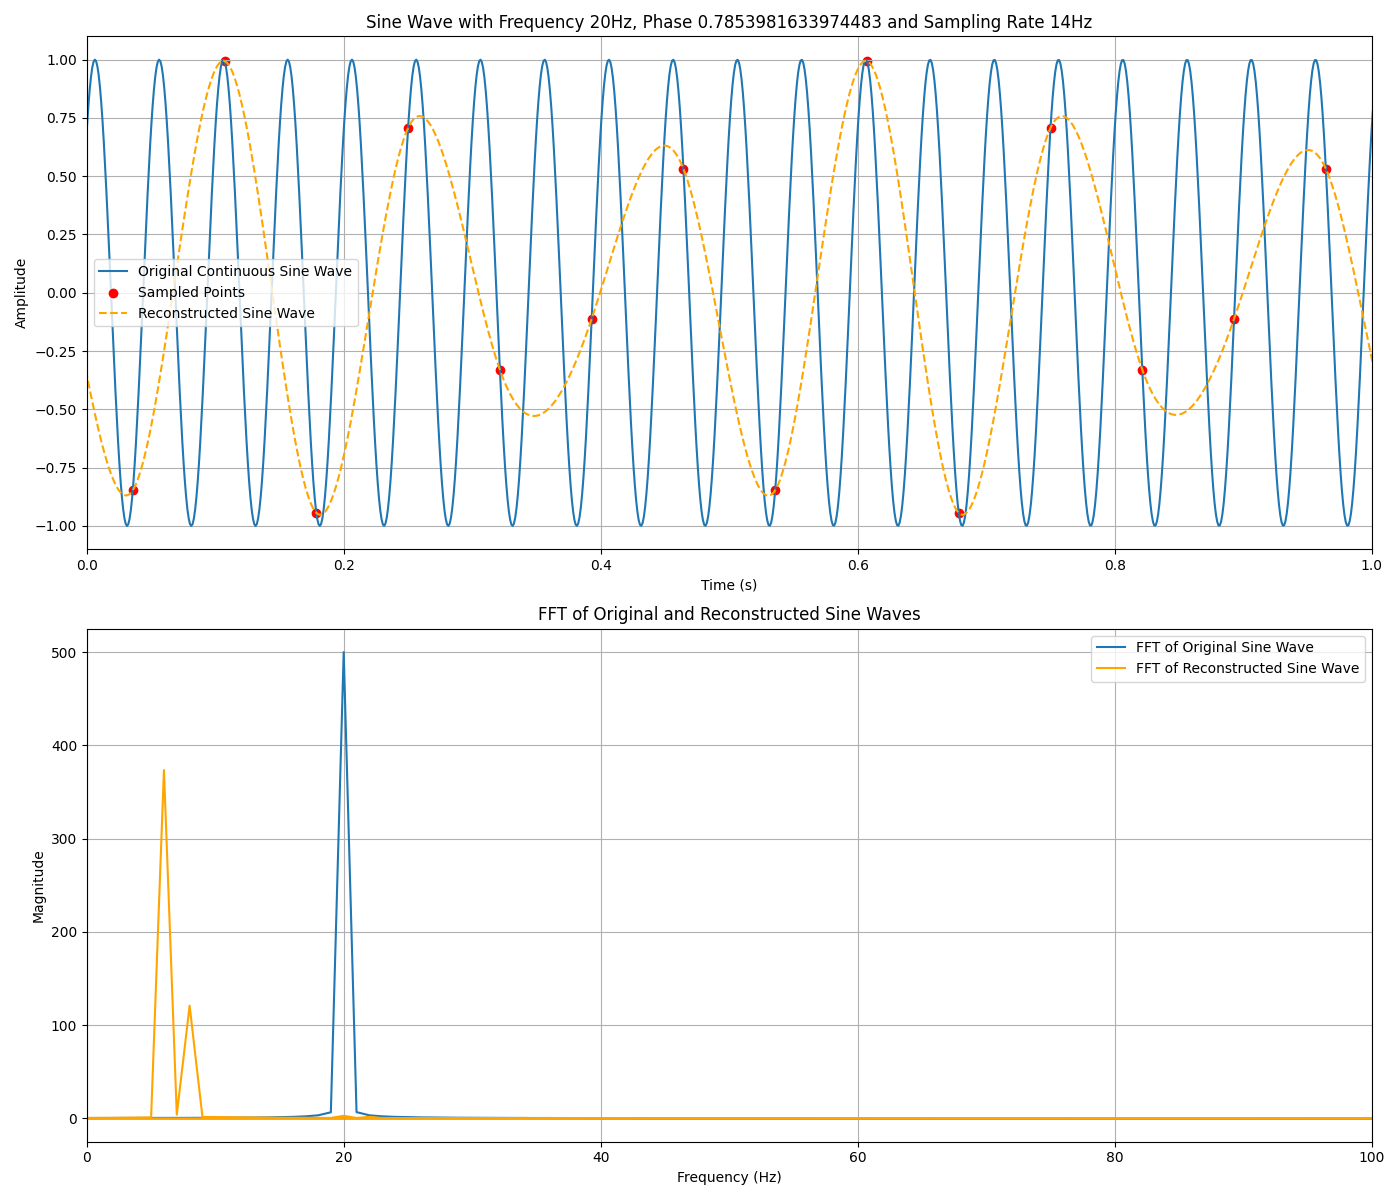 Sine Wave with Frequency 20Hz, Phase 0.7853981633974483 and Sampling Rate 14Hz
Amplitude
1.00
0.75
0.50
0.25
0.00
−0.25
−0.50
−0.75
−1.00
Original Continuous Sine Wave
Sampled Points
Reconstructed Sine Wave
0.0 0.2 0.4 0.6 0.8 1.0
Time (s)
FFT of Original and Reconstructed Sine Waves
Magnitude
500
400
300
200
100
0
FFT of Original Sine Wave
FFT of Reconstructed Sine Wave
0 20 40 60 80 100
Frequency (Hz)